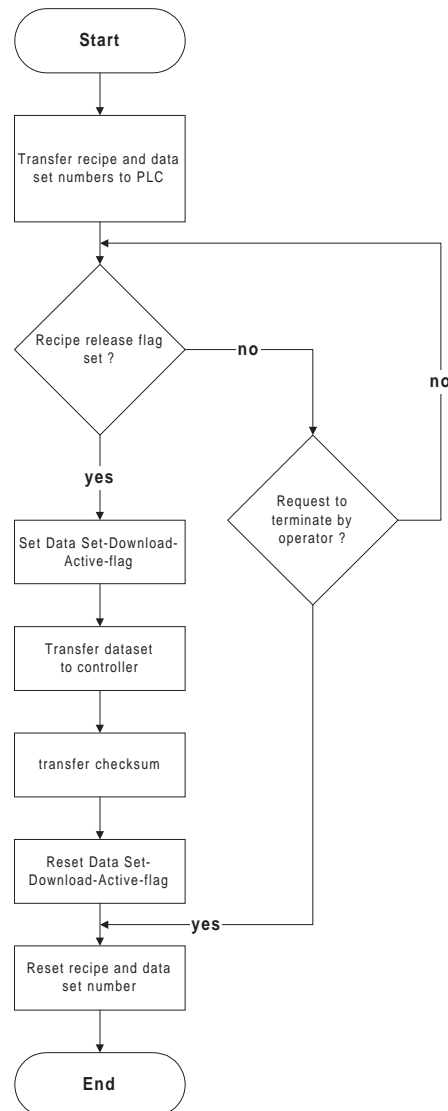 Start
Transfer recipe and data
set numbers to PLC
Recipe release flag
set ?
no
no
yes
Request to
terminate by
operator ?
Set Data Set-Download-
Active-flag
Transfer dataset
to controller
transfer checksum
Reset Data Set-
Download-Active-flag
yes
Reset recipe and data
set number
End